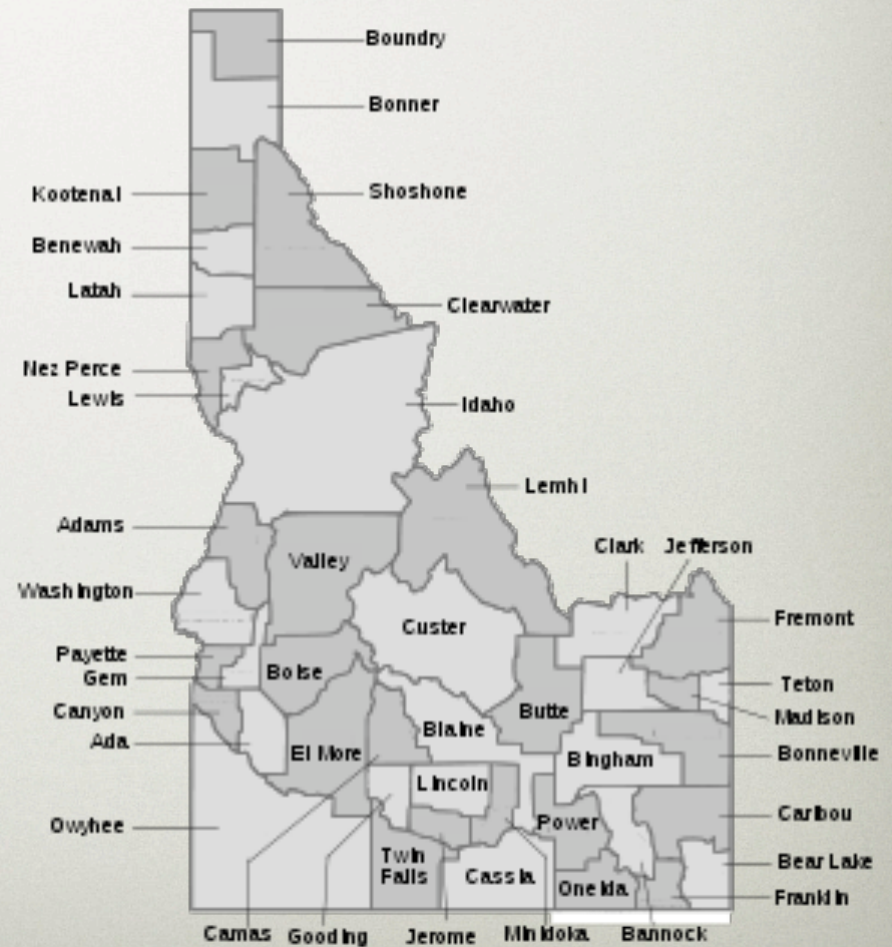 Boundry
Bonner
Kootenai
Shoshone
Benewah
Latah
Clearwater
Nez Perce
Lewis
Idaho
Lemhi
Adams
Clark Jefferson
Valley
Washington
Fremont
Custer
Payette
Gem
Boise
Teton
Canyon
Butte
Madison
Ada
Blaine
El More
Bingham
Bonneville
Lincoln
Owyhee
Power
Caribou
Twin
Falls
Cassia
Bear Lake
Oneida
Franklin
Camas Gooding Jerome Minidoka Bannock